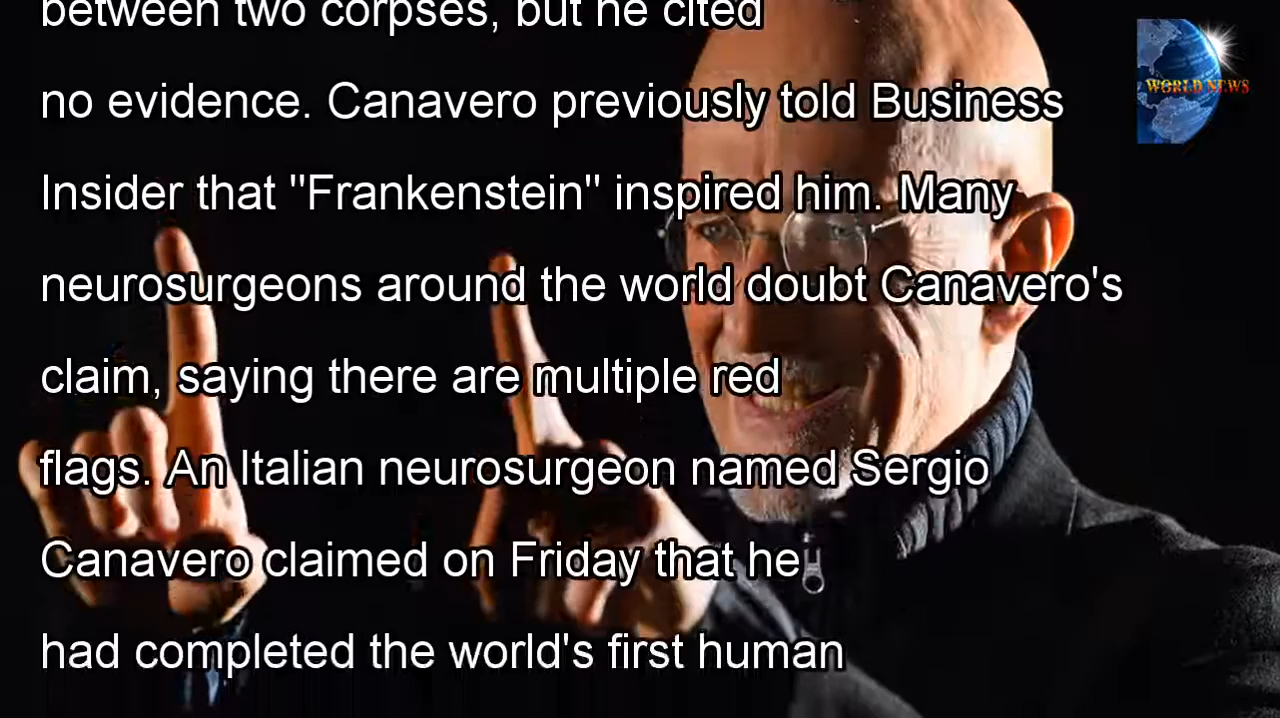 between two corpses, but he cited
no evidence. Canavero previously told Business
Insider that "Frankenstein" inspired him. Many
neurosurgeons around the world doubt Canavero's
claim, saying there are multiple red
flags. An Italian neurosurgeon named Sergio
Canavero claimed on Friday that he
had completed the world's first human
WORLD NEWS